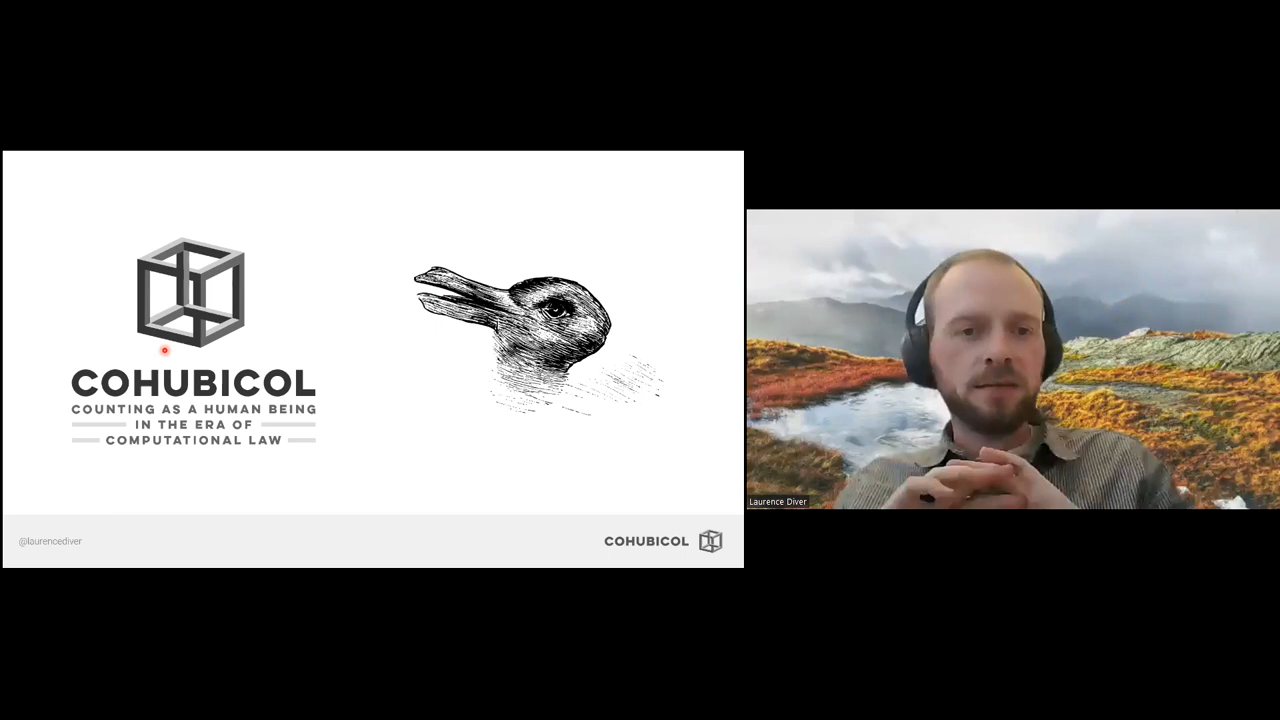 COHUBICOL
COUNTING AS A HUMAN BEING
IN THE ERA OF
COMPUTATIONAL LAW
@laurencediver
COHUBICOL
Laurence Diver